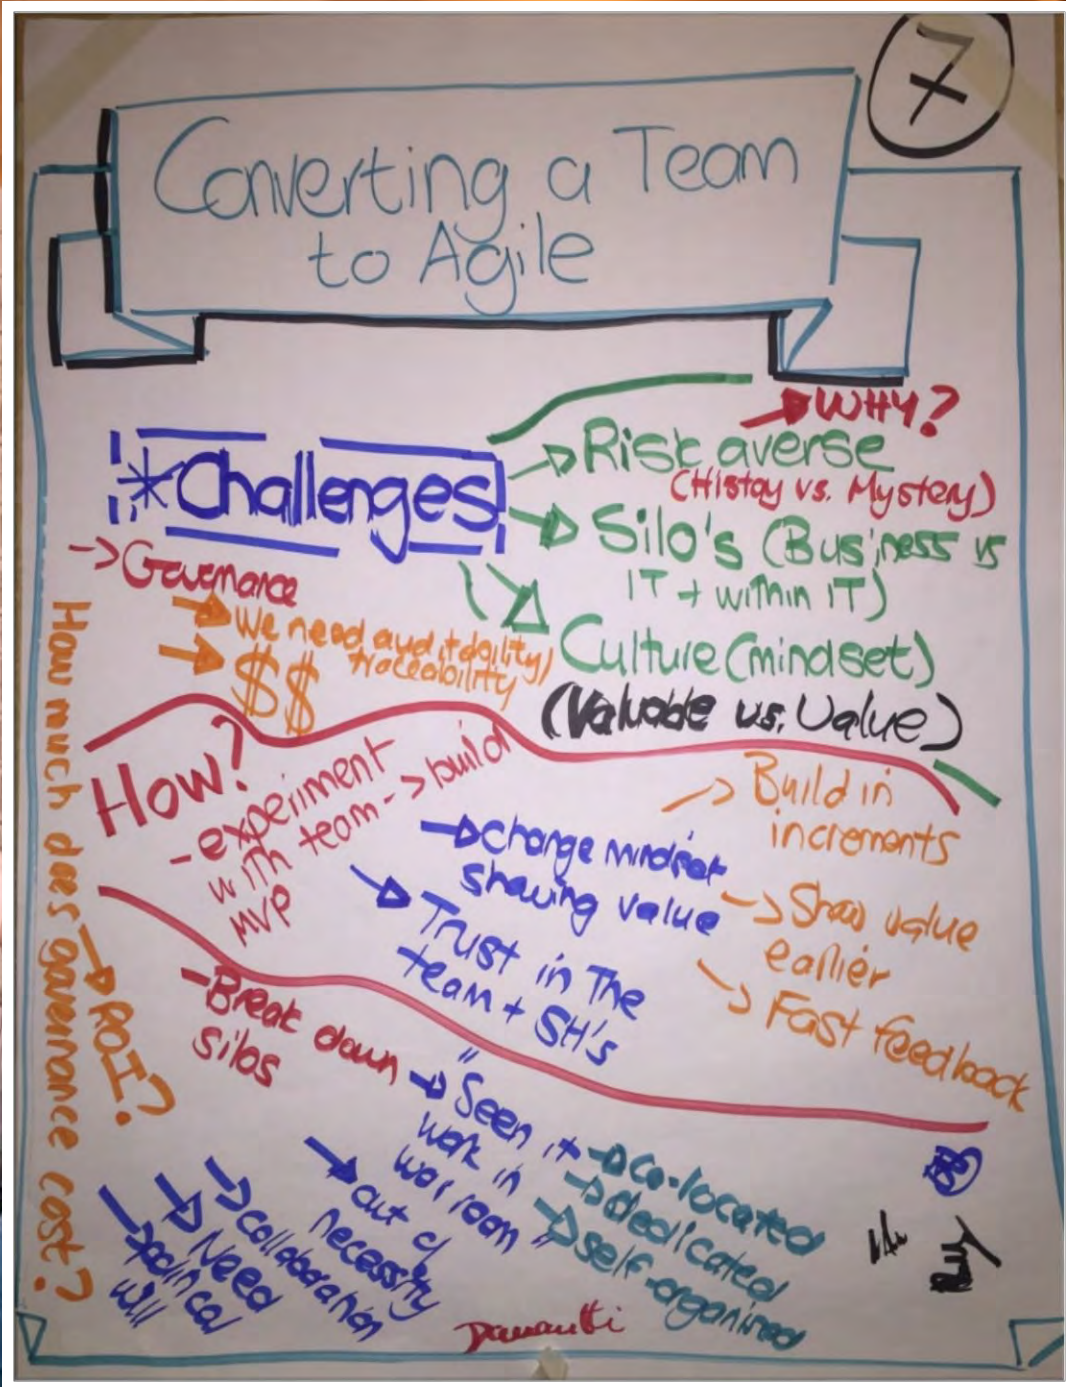 7
Converting a Team
to Agile
* Challenges
→ WHY?
→ Risk averse
(Histoy vs. Mystery)
→ Silo's (Business vs
IT + within IT)
Culture (mindset)
(Valuable vs. Value)
→ Governance
→ We need auditability/
traceability
→ $$
How much does governance cost?
→ ROI?
How?
- experiment
with team -> build
MVP
→ Change mindset
showing value
→ Trust in The
team + SH's
→ Build in
increments
→ Show value
earlier
→ Fast feedback
- Break down
silos
→ "Seen it
work in
war room"
→ Co-located
→ dedicated
→ self-organised
→ out of
necessity
→ collaboration
→ Need
will